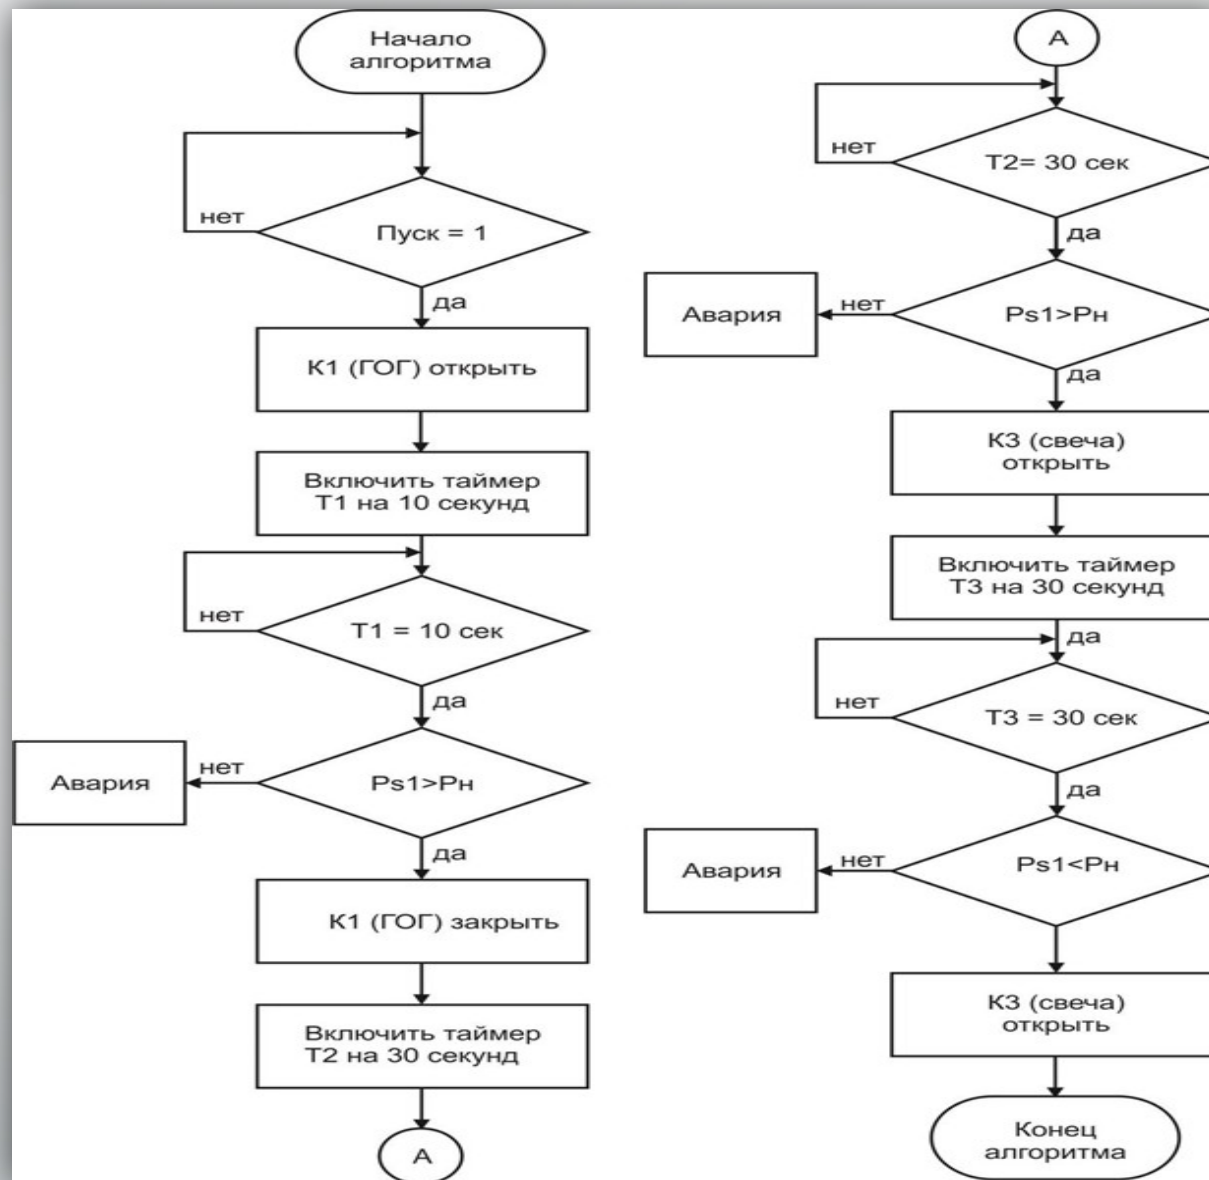 Начало
алгоритма
нет
Пуск = 1
да
К1 (ГОГ) открыть
Включить таймер
Т1 на 10 секунд
нет
Т1 = 10 сек
да
Авария
нет
Ps1>Рн
да
К1 (ГОГ) закрыть
Включить таймер
Т2 на 30 секунд
А
А
нет
Т2= 30 сек
да
Авария
нет
Ps1>Рн
да
К3 (свеча)
открыть
Включить таймер
Т3 на 30 секунд
да
нет
Т3 = 30 сек
да
Авария
нет
Ps1<Рн
К3 (свеча)
открыть
Конец
алгоритма